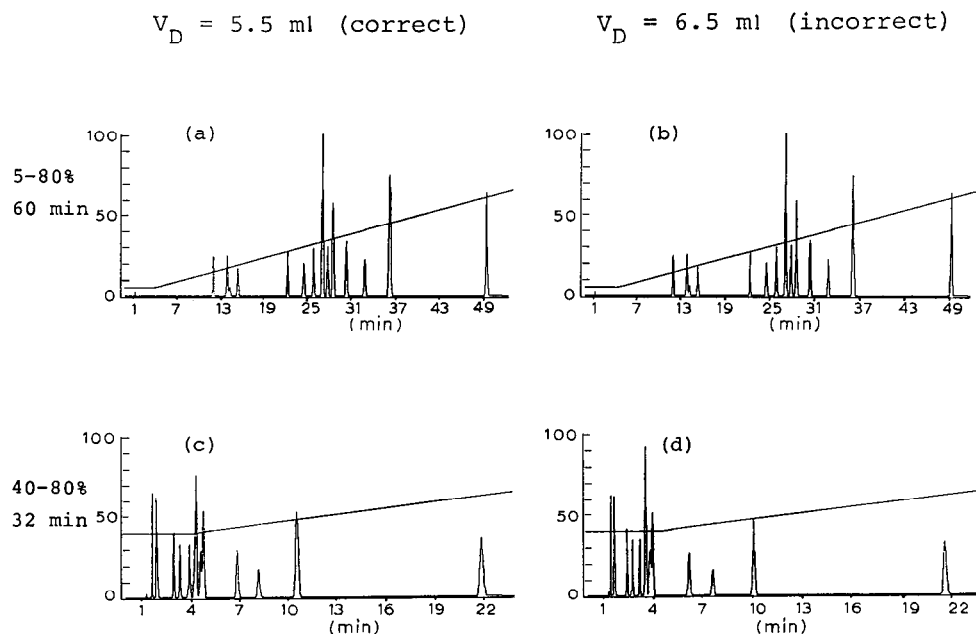 V_D = 5.5 ml (correct)
V_D = 6.5 ml (incorrect)
5-80%
60 min
(a)
100
50
0
1 7 13 19 25 31 37 43 49
(min)
(b)
100
50
0
1 7 13 19 25 31 37 43 49
(min)
40-80%
32 min
(c)
100
50
0
1 4 7 10 13 16 19 22
(min)
(d)
100
50
0
1 4 7 10 13 16 19 22
(min)